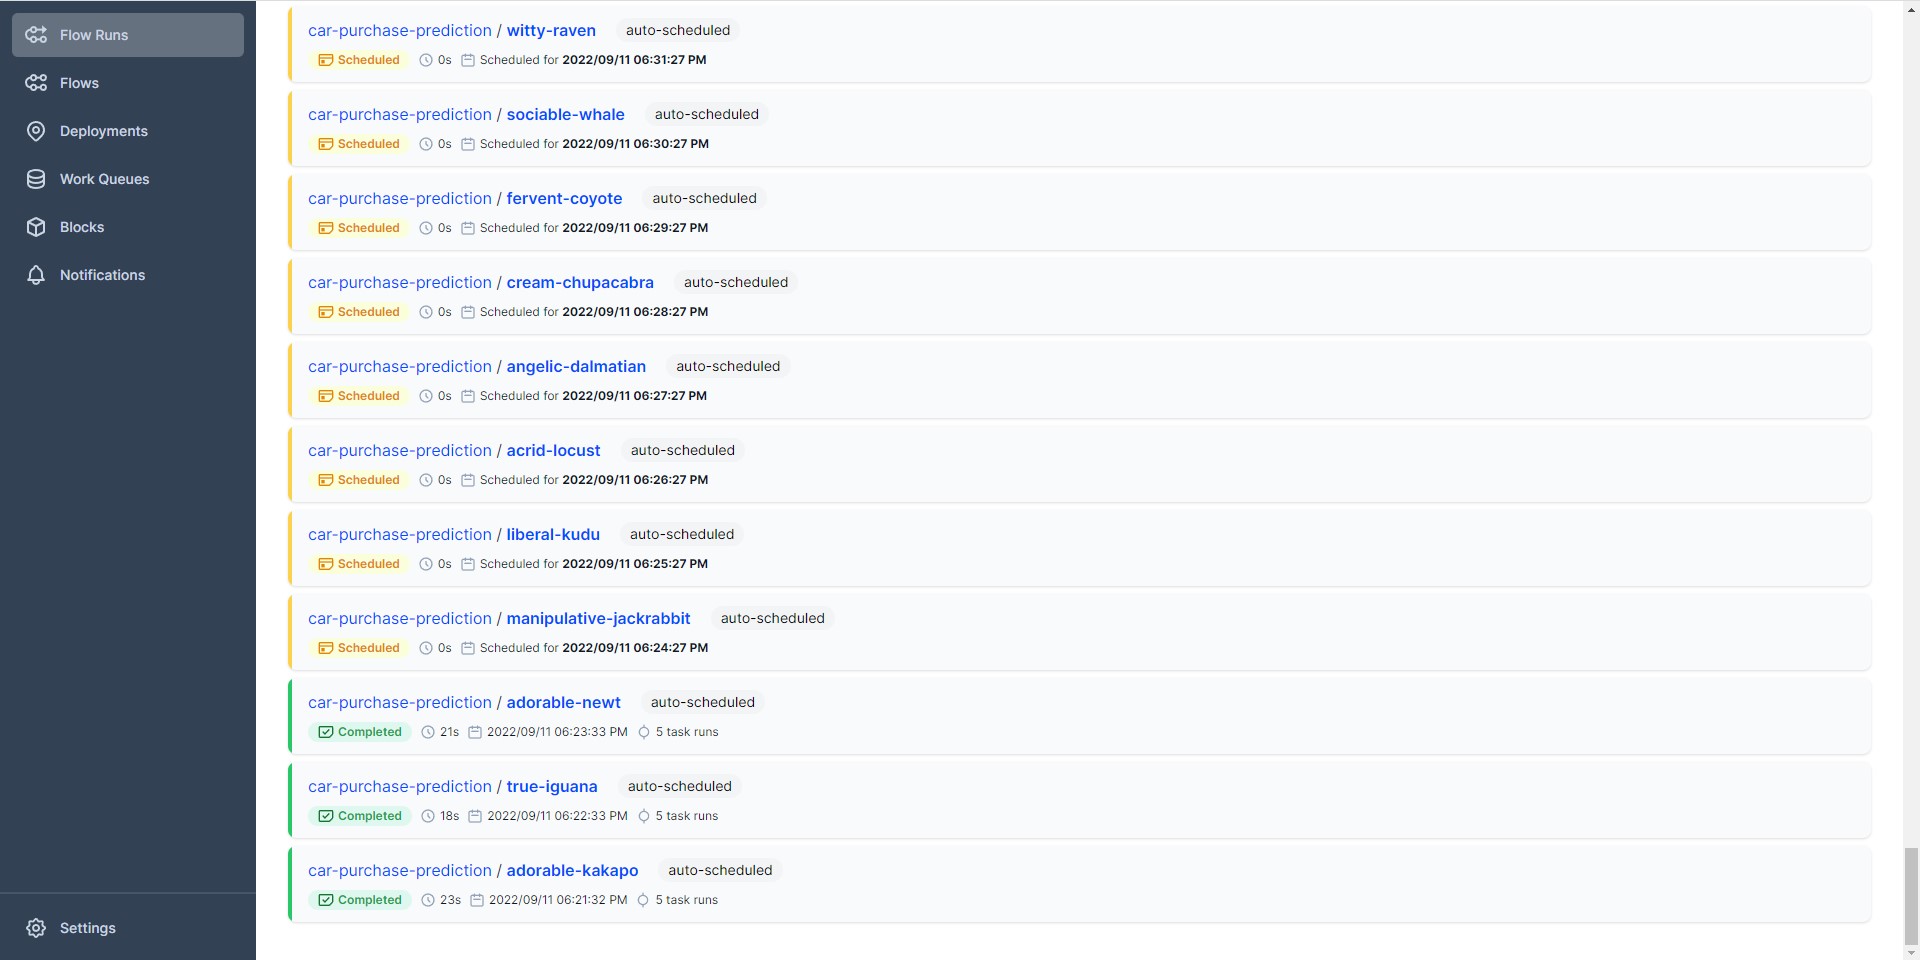 Flow Runs
Flows
Deployments
Work Queues
Blocks
Notifications
Settings
car-purchase-prediction / witty-raven auto-scheduled
Scheduled 0s Scheduled for 2022/09/11 06:31:27 PM
car-purchase-prediction / sociable-whale auto-scheduled
Scheduled 0s Scheduled for 2022/09/11 06:30:27 PM
car-purchase-prediction / fervent-coyote auto-scheduled
Scheduled 0s Scheduled for 2022/09/11 06:29:27 PM
car-purchase-prediction / cream-chupacabra auto-scheduled
Scheduled 0s Scheduled for 2022/09/11 06:28:27 PM
car-purchase-prediction / angelic-dalmatian auto-scheduled
Scheduled 0s Scheduled for 2022/09/11 06:27:27 PM
car-purchase-prediction / acrid-locust auto-scheduled
Scheduled 0s Scheduled for 2022/09/11 06:26:27 PM
car-purchase-prediction / liberal-kudu auto-scheduled
Scheduled 0s Scheduled for 2022/09/11 06:25:27 PM
car-purchase-prediction / manipulative-jackrabbit auto-scheduled
Scheduled 0s Scheduled for 2022/09/11 06:24:27 PM
car-purchase-prediction / adorable-newt auto-scheduled
Completed 21s 2022/09/11 06:23:33 PM 5 task runs
car-purchase-prediction / true-iguana auto-scheduled
Completed 18s 2022/09/11 06:22:33 PM 5 task runs
car-purchase-prediction / adorable-kakapo auto-scheduled
Completed 23s 2022/09/11 06:21:32 PM 5 task runs